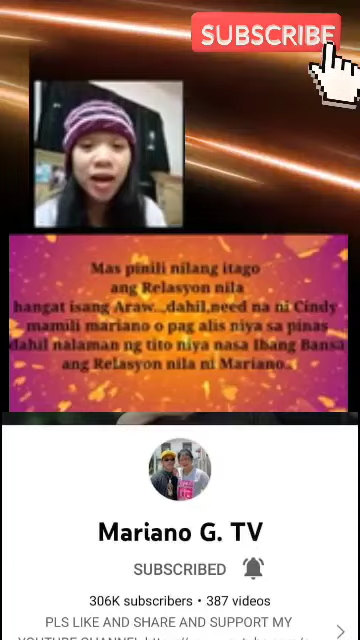 SUBSCRIBE
Mas pinili nilang itago
ang Relasyon nila
hangat isang Araw..,dahil,need na ni Cindy
mamili mariano o pag alis niya sa pinas
dahil nalaman ng tito niya nasa Ibang Bansa
ang Relasyon nila ni Mariano..
Mariano G. TV
SUBSCRIBED
306K subscribers • 387 videos
PLS LIKE AND SHARE AND SUPPORT MY